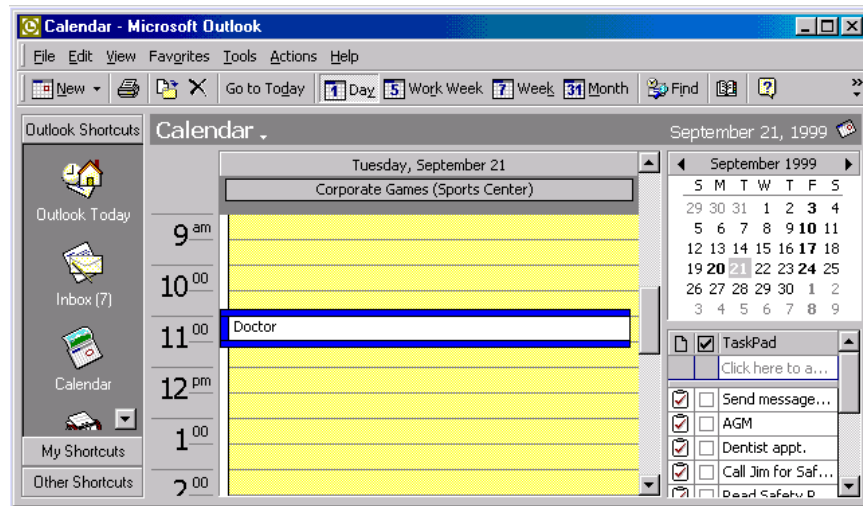 Calendar - Microsoft Outlook
File Edit View Favorites Tools Actions Help
New Go to Today 1 Day 5 Work Week 7 Week 31 Month Find
Outlook Shortcuts
Outlook Today
Inbox (7)
Calendar
My Shortcuts
Other Shortcuts
Calendar
September 21, 1999
Tuesday, September 21
Corporate Games (Sports Center)
9 am
10 00
11 00 Doctor
12 pm
1 00
2 00
September 1999
S M T W T F S
29 30 31 1 2 3 4
5 6 7 8 9 10 11
12 13 14 15 16 17 18
19 20 21 22 23 24 25
26 27 28 29 30 1 2
3 4 5 6 7 8 9
TaskPad
Click here to a...
Send message...
AGM
Dentist appt.
Call Jim for Saf...
Read Safety